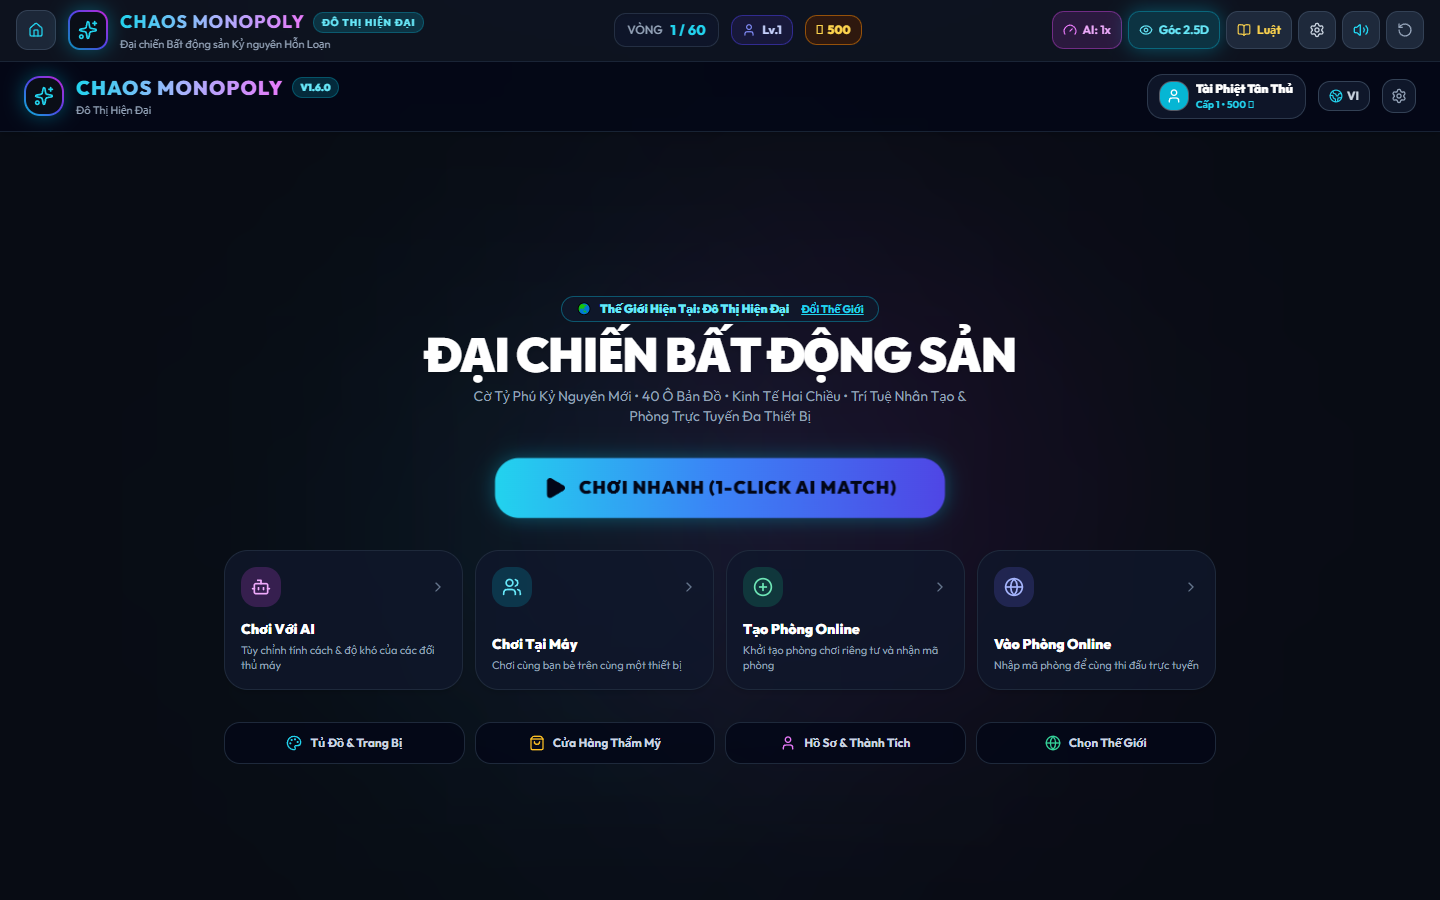 CHAOS MONOPOLY ĐÔ THỊ HIỆN ĐẠI
Đại chiến Bất động sản Kỷ nguyên Hỗn Loạn
VÒNG 1 / 60
Lv.1
500
AI: 1x
Góc 2.5D
Luật
CHAOS MONOPOLY V1.6.0
Đô Thị Hiện Đại
Tài Phiệt Tân Thủ
Cấp 1 • 500
VI
Thế Giới Hiện Tại: Đô Thị Hiện Đại Đổi Thế Giới
ĐẠI CHIẾN BẤT ĐỘNG SẢN
Cờ Tỷ Phú Kỷ Nguyên Mới • 40 Ô Bản Đồ • Kinh Tế Hai Chiều • Trí Tuệ Nhân Tạo &
Phòng Trực Tuyến Đa Thiết Bị
CHƠI NHANH (1-CLICK AI MATCH)
Chơi Với AI
Tùy chỉnh tính cách & độ khó của các đối
thủ máy
Chơi Tại Máy
Chơi cùng bạn bè trên cùng một thiết bị
Tạo Phòng Online
Khởi tạo phòng chơi riêng tư và nhận mã
phòng
Vào Phòng Online
Nhập mã phòng để cùng thi đấu trực tuyến
Tủ Đồ & Trang Bị
Cửa Hàng Thẩm Mỹ
Hồ Sơ & Thành Tích
Chọn Thế Giới